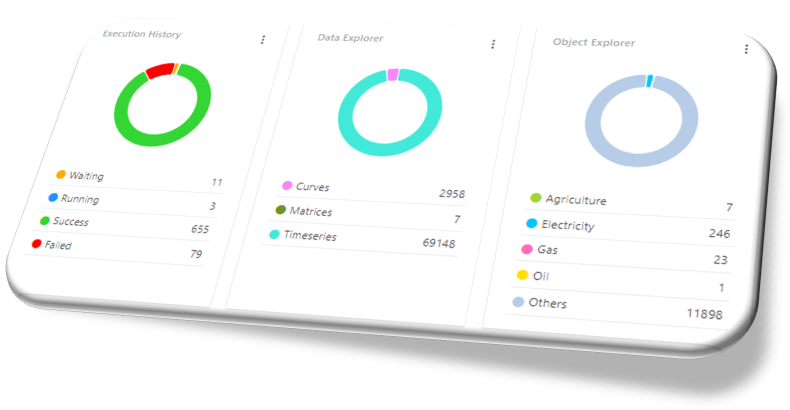 Execution History
Waiting 11
Running 3
Success 655
Failed 79
Data Explorer
Curves 2958
Matrices 7
Timeseries 69148
Object Explorer
Agriculture 7
Electricity 246
Gas 23
Oil 1
Others 11898